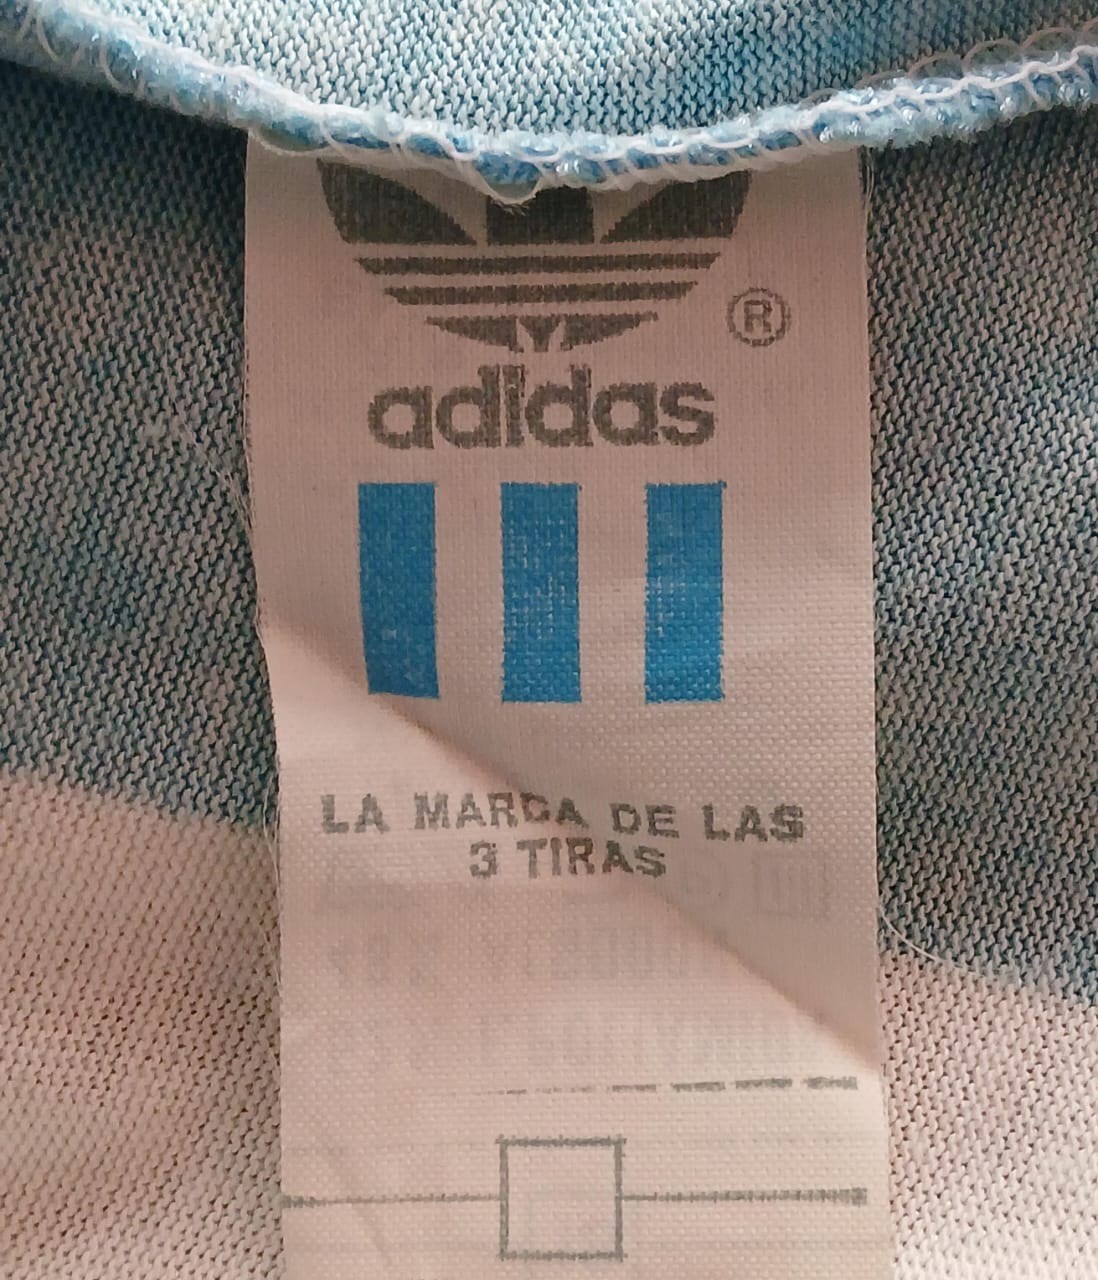 ®
adidas
LA MARCA DE LAS
3 TIRAS